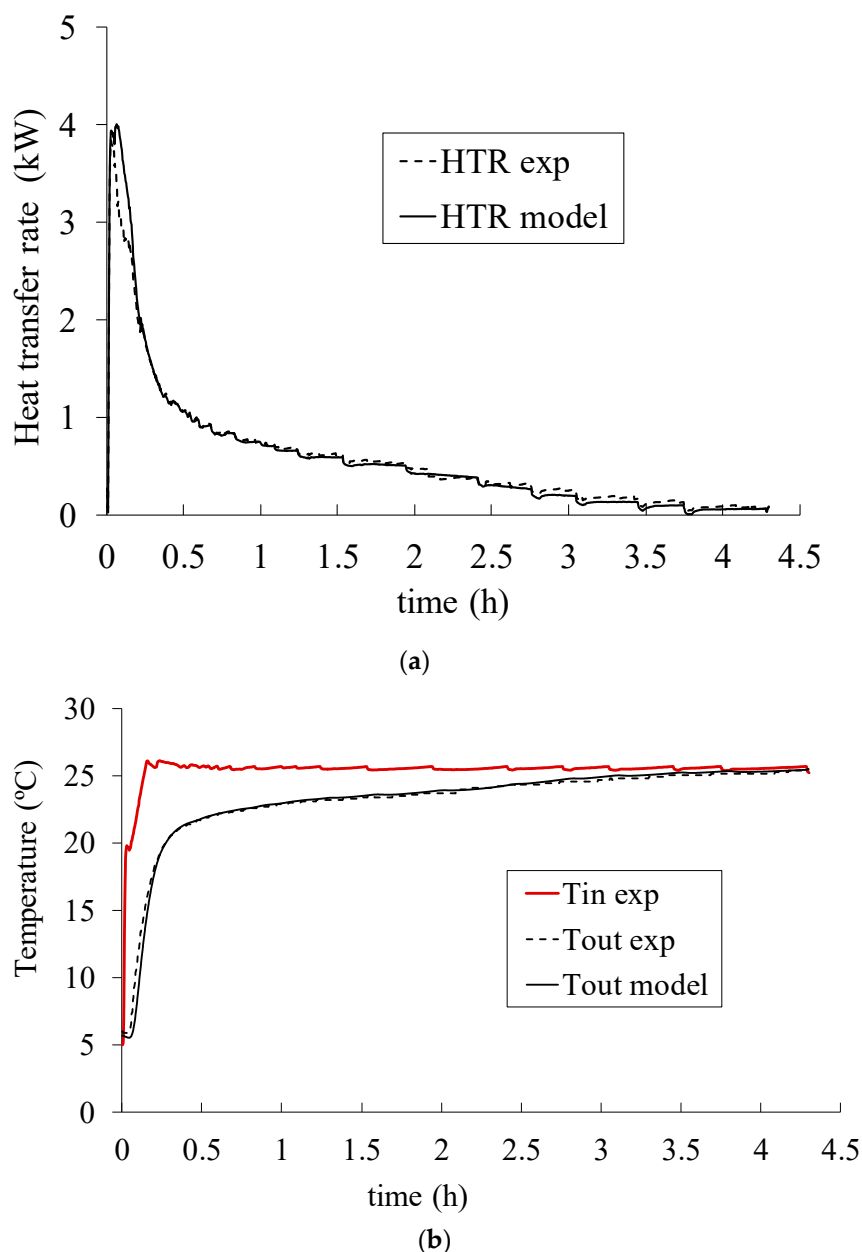 5
4
3
2
1
0
Heat transfer rate (kW)
HTR exp
HTR model
0 0.5 1 1.5 2 2.5 3 3.5 4 4.5
time (h)
(a)
30
25
20
15
10
5
0
Temperature (ºC)
Tin exp
Tout exp
Tout model
0 0.5 1 1.5 2 2.5 3 3.5 4 4.5
time (h)
(b)